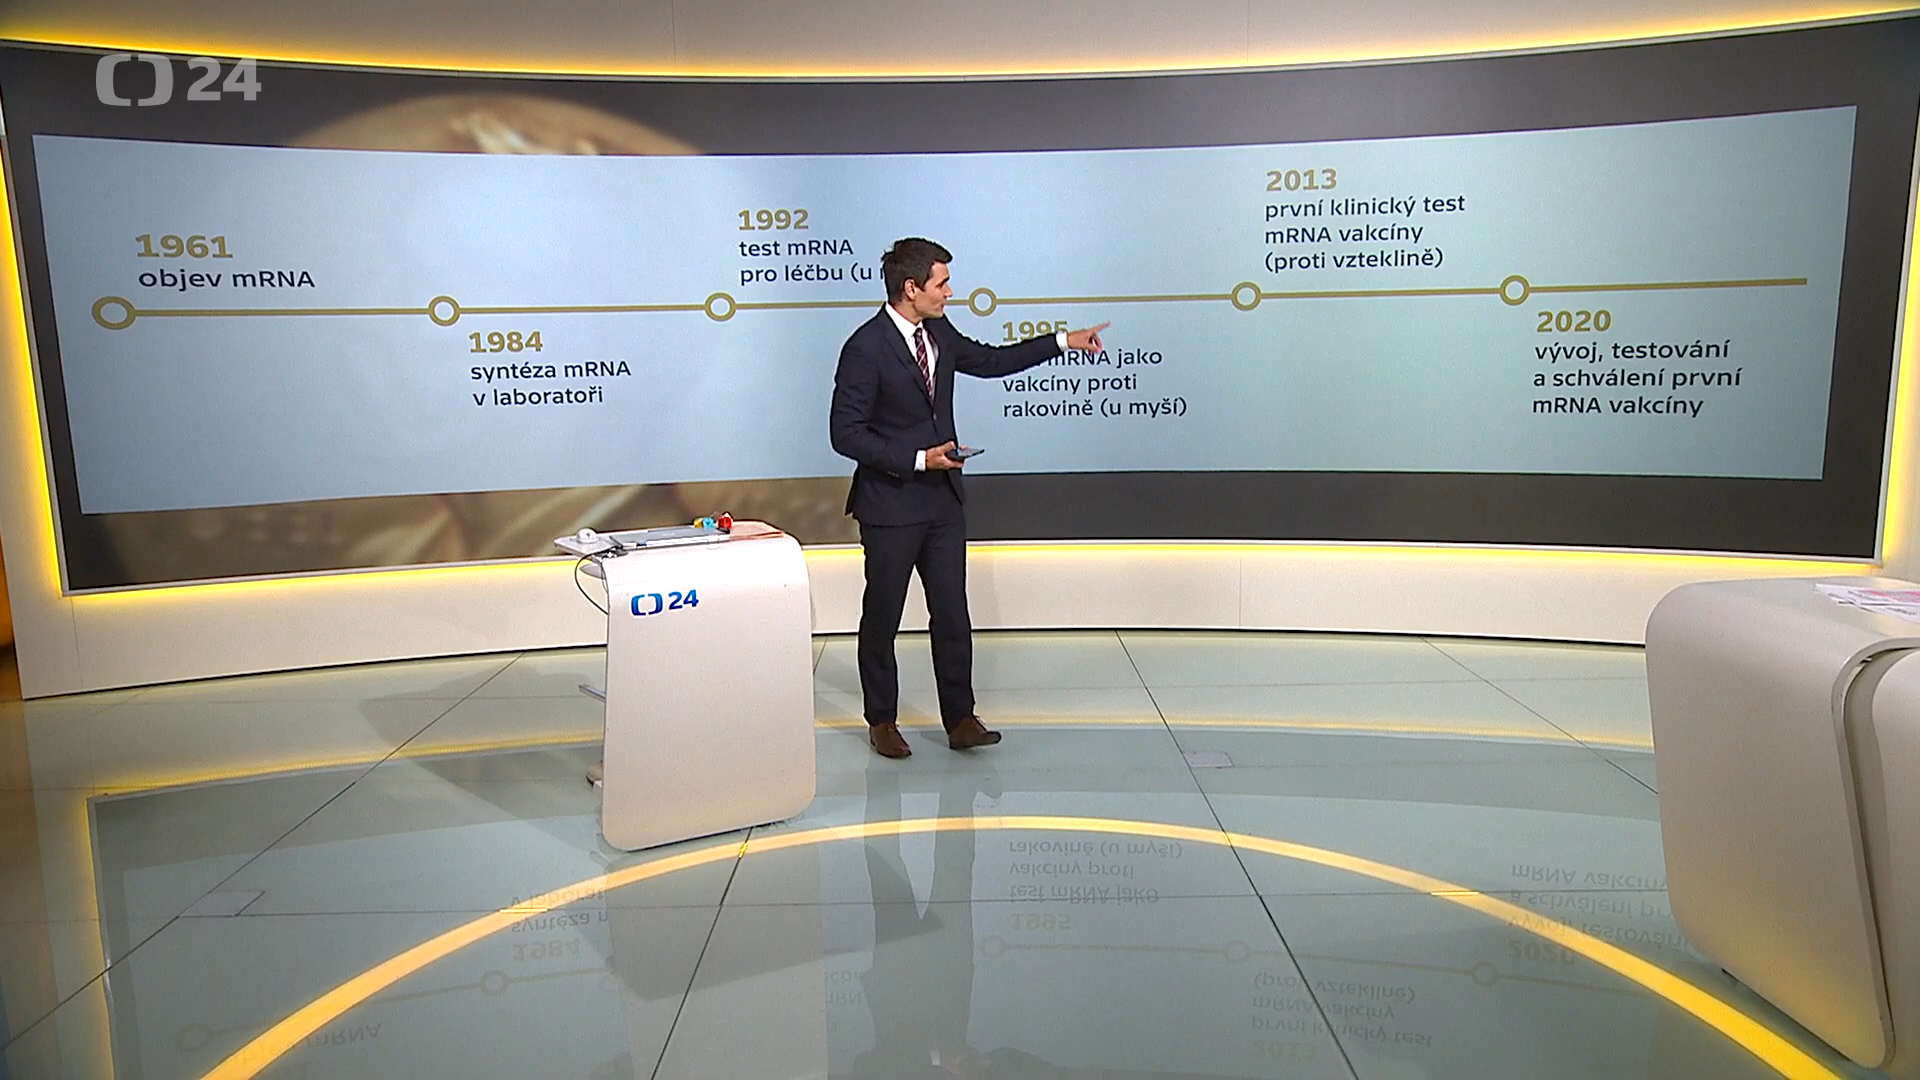 24
1961
objev mRNA
1984
syntéza mRNA
v laboratoři
1992
test mRNA
pro léčbu (u
1995
mRNA jako
vakcíny proti
rakovině (u myší)
2013
první klinický test
mRNA vakcíny
(proti vzteklině)
2020
vývoj, testování
a schválení první
mRNA vakcíny
24